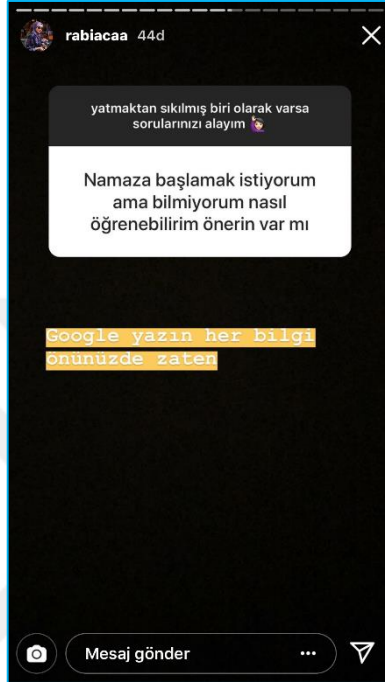 rabiacaa 44d
yatmaktan sıkılmış biri olarak varsa
sorularınızı alayım 🙋🏻‍♀️
Namaza başlamak istiyorum
ama bilmiyorum nasıl
öğrenebilirim önerin var mı
Google yazın her bilgi
önünüzde zaten
Mesaj gönder